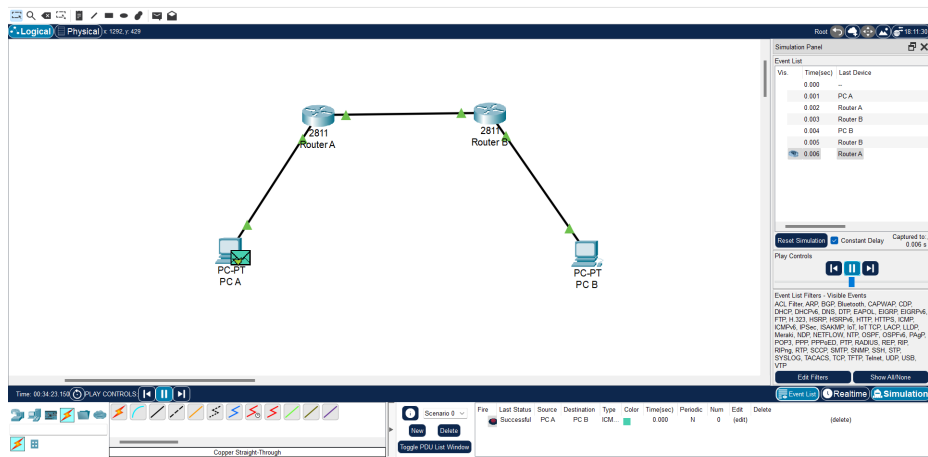 Logical Physical x: 1292, y: 429 Root 18:11:30
Simulation Panel
Event List
Vis. Time(sec) Last Device
0.000 --
0.001 PC A
0.002 Router A
0.003 Router B
0.004 PC B
0.005 Router B
0.006 Router A
2811
Router A
2811
Router B
PC-PT
PC A
PC-PT
PC B
Reset Simulation Constant Delay Captured to:
0.006 s
Play Controls
Event List Filters - Visible Events
ACL Filter, ARP, BGP, Bluetooth, CAPWAP, CDP,
DHCP, DHCPv6, DNS, DTP, EAPOL, EIGRP, EIGRPv6,
FTP, H.323, HSRP, HSRPv6, HTTP, HTTPS, ICMP,
ICMPv6, IPSec, ISAKMP, IoT, IoT TCP, LACP, LLDP,
Meraki, NDP, NETFLOW, NTP, OSPF, OSPFv6, PAgP,
POP3, PPP, PPPoED, PTP, RADIUS, REP, RIP,
RIPng, RTP, SCCP, SMTP, SNMP, SSH, STP,
SYSLOG, TACACS, TCP, TFTP, Telnet, UDP, USB,
VTP
Edit Filters Show All/None
Time: 00:34:23.150 PLAY CONTROLS Event List Realtime Simulation
Scenario 0
New Delete
Toggle PDU List Window
Fire Last Status Source Destination Type Color Time(sec) Periodic Num Edit Delete
Successful PC A PC B ICM... 0.000 N 0 (edit) (delete)
Copper Straight-Through